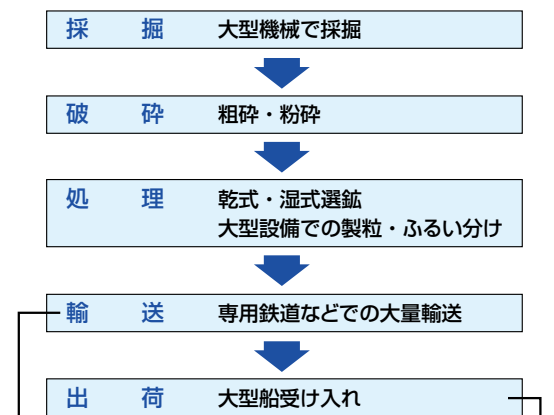 採掘 大型機械で採掘
破砕 粗砕・粉砕
処理 乾式・湿式選鉱
大型設備での製粒・ふるい分け
輸送 専用鉄道などでの大量輸送
出荷 大型船受け入れ